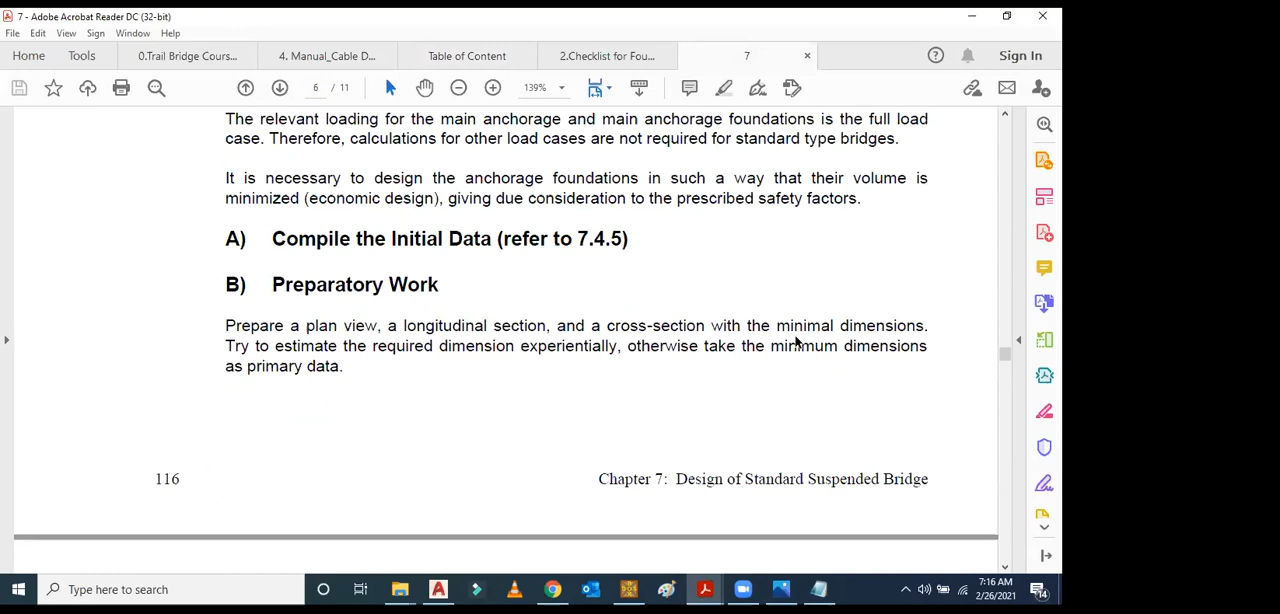 7 - Adobe Acrobat Reader DC (32-bit)
File Edit View Sign Window Help
Home Tools 0.Trail Bridge Cours... 4. Manual_Cable D... Table of Content 2.Checklist for Fou... 7 × Sign In
6 / 11 139%
The relevant loading for the main anchorage and main anchorage foundations is the full load
case. Therefore, calculations for other load cases are not required for standard type bridges.
It is necessary to design the anchorage foundations in such a way that their volume is
minimized (economic design), giving due consideration to the prescribed safety factors.
A) Compile the Initial Data (refer to 7.4.5)
B) Preparatory Work
Prepare a plan view, a longitudinal section, and a cross-section with the minimal dimensions.
Try to estimate the required dimension experientially, otherwise take the minimum dimensions
as primary data.
116 Chapter 7: Design of Standard Suspended Bridge
Type here to search
7:16 AM
2/26/2021
14